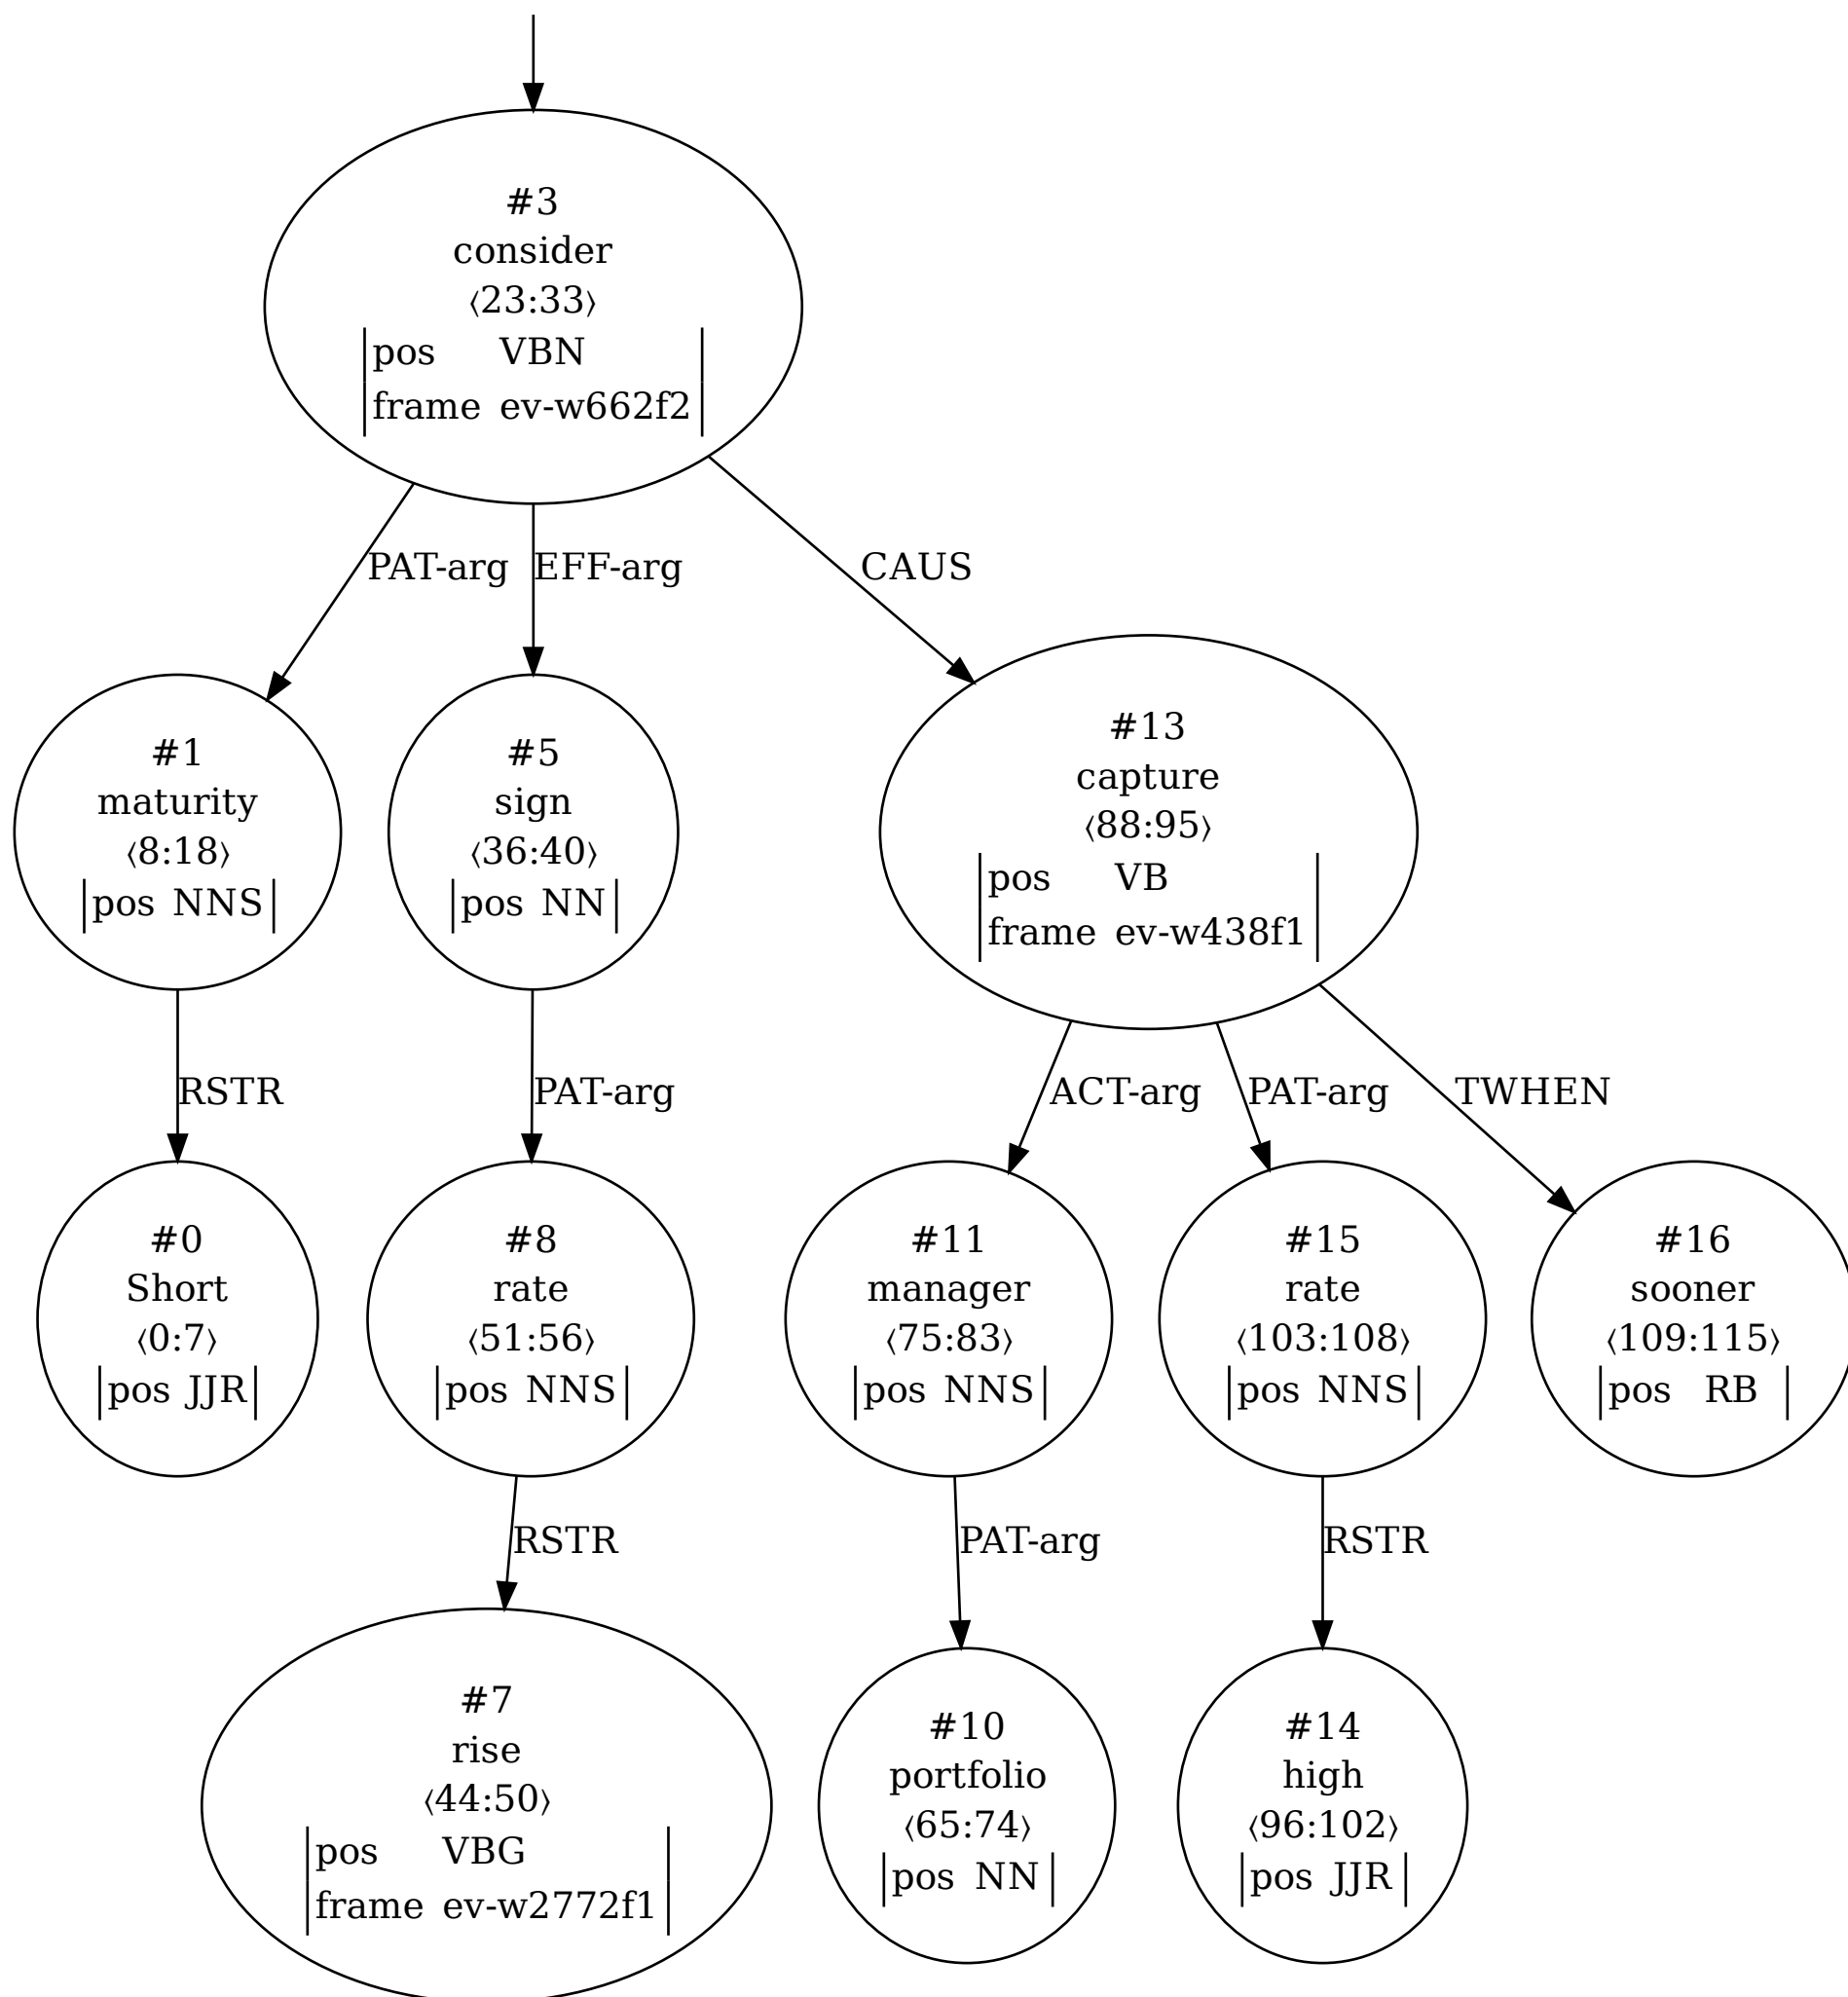 #3
consider
⟨23:33⟩
pos VBN
frame ev-w662f2
PAT-arg
EFF-arg
CAUS
#1
maturity
⟨8:18⟩
pos NNS
#5
sign
⟨36:40⟩
pos NN
#13
capture
⟨88:95⟩
pos VB
frame ev-w438f1
RSTR
PAT-arg
ACT-arg
PAT-arg
TWHEN
#0
Short
⟨0:7⟩
pos JJR
#8
rate
⟨51:56⟩
pos NNS
#11
manager
⟨75:83⟩
pos NNS
#15
rate
⟨103:108⟩
pos NNS
#16
sooner
⟨109:115⟩
pos RB
RSTR
PAT-arg
RSTR
#7
rise
⟨44:50⟩
pos VBG
frame ev-w2772f1
#10
portfolio
⟨65:74⟩
pos NN
#14
high
⟨96:102⟩
pos JJR